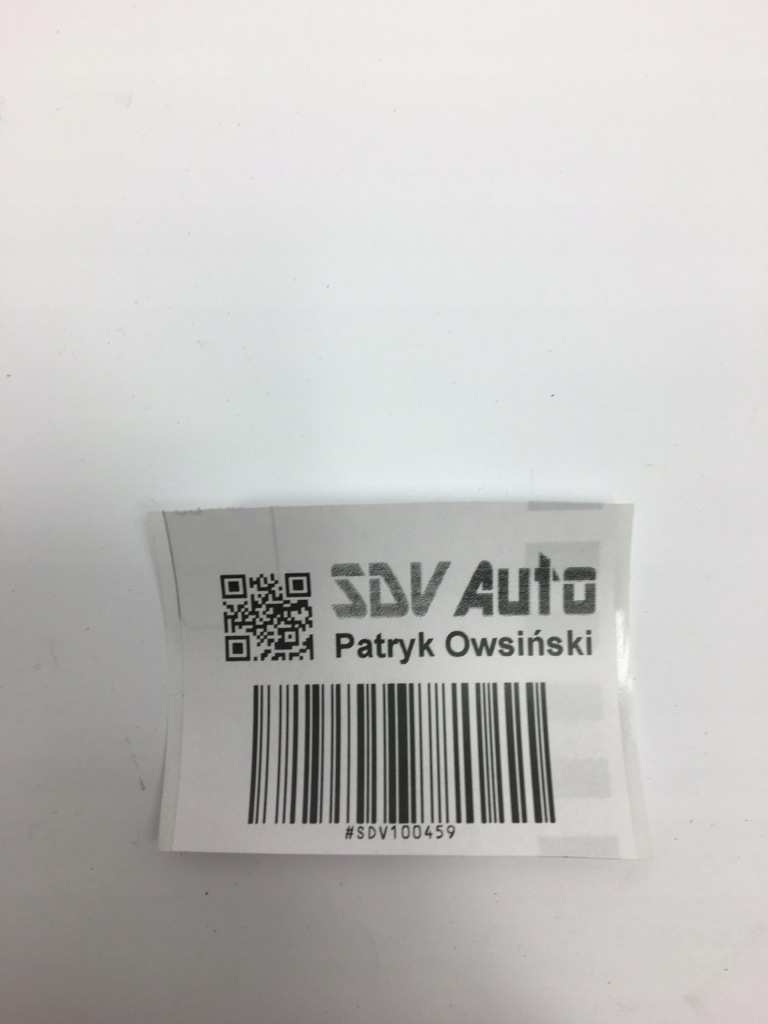 SDV Auto
Patryk Owsiński
#SDV100459